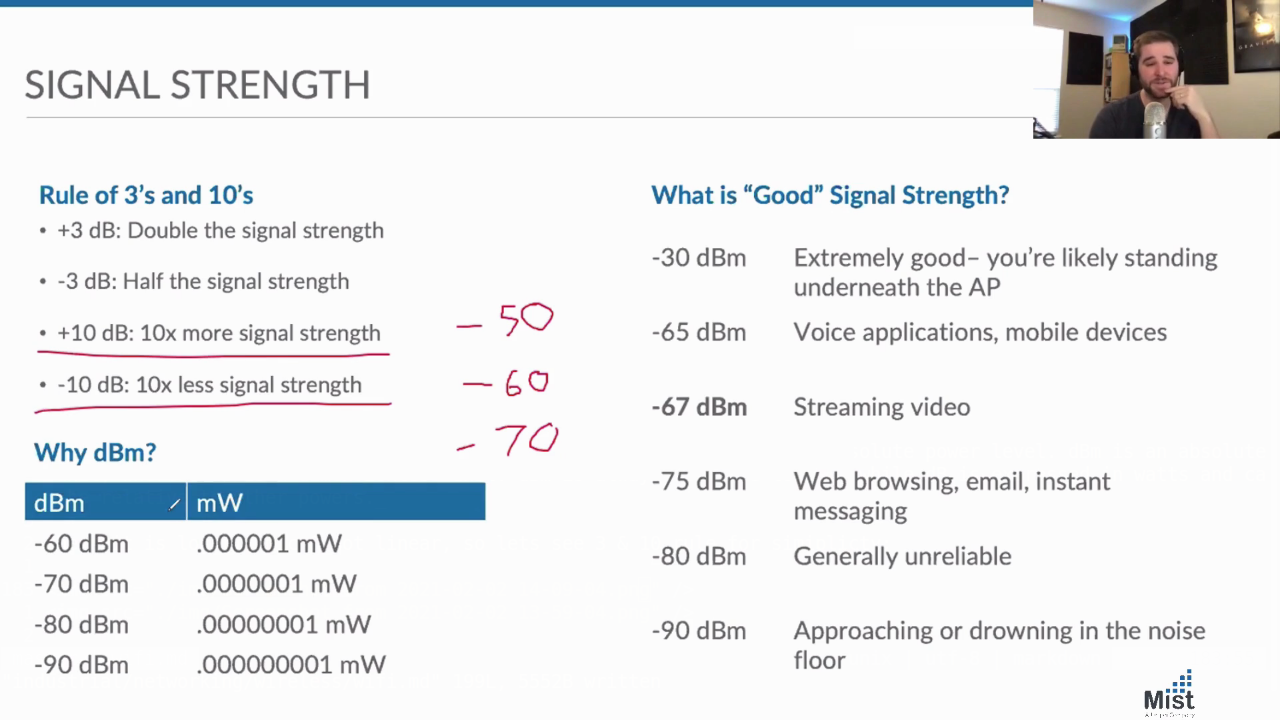 SIGNAL STRENGTH
Rule of 3's and 10's
• +3 dB: Double the signal strength
• -3 dB: Half the signal strength
• +10 dB: 10x more signal strength
• -10 dB: 10x less signal strength
- 50
- 60
- 70
Why dBm?
dBm mW
-60 dBm .000001 mW
-70 dBm .0000001 mW
-80 dBm .00000001 mW
-90 dBm .000000001 mW
What is “Good” Signal Strength?
-30 dBm Extremely good– you're likely standing
underneath the AP
-65 dBm Voice applications, mobile devices
-67 dBm Streaming video
-75 dBm Web browsing, email, instant
messaging
-80 dBm Generally unreliable
-90 dBm Approaching or drowning in the noise
floor
Mist